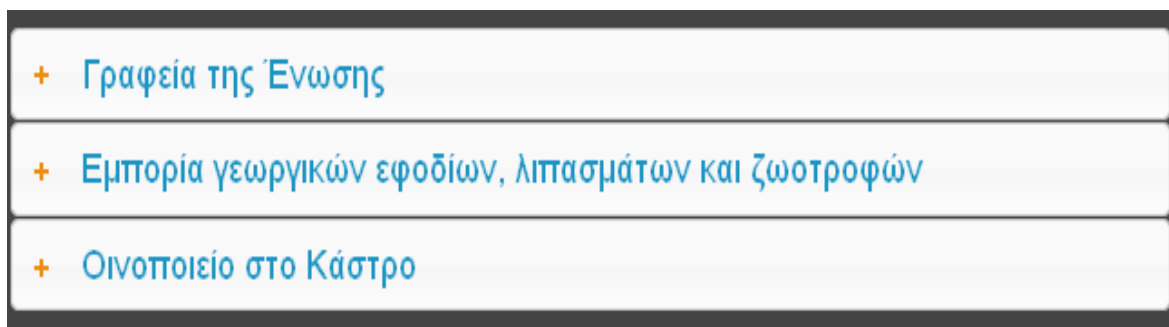 + Γραφεία της Ένωσης
+ Εμπορία γεωργικών εφοδίων, λιπασμάτων και ζωοτροφών
+ Οινοποιείο στο Κάστρο